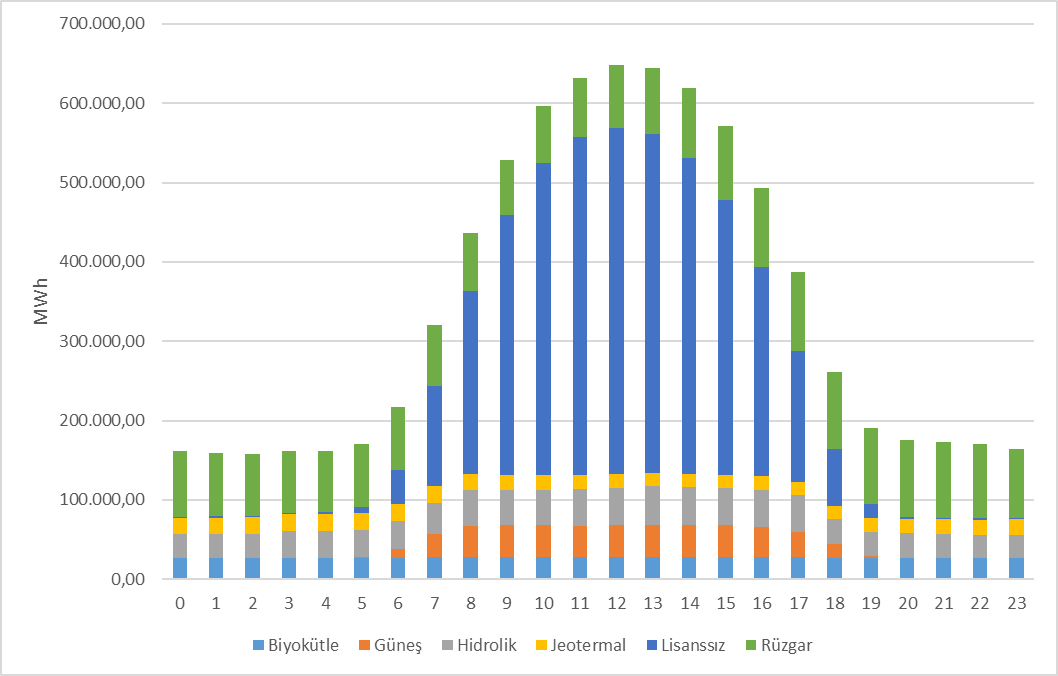 700.000,00
600.000,00
500.000,00
400.000,00
300.000,00
200.000,00
100.000,00
0,00
MWh
0 1 2 3 4 5 6 7 8 9 10 11 12 13 14 15 16 17 18 19 20 21 22 23
Biyokütle Güneş Hidrolik Jeotermal Lisanssız Rüzgar